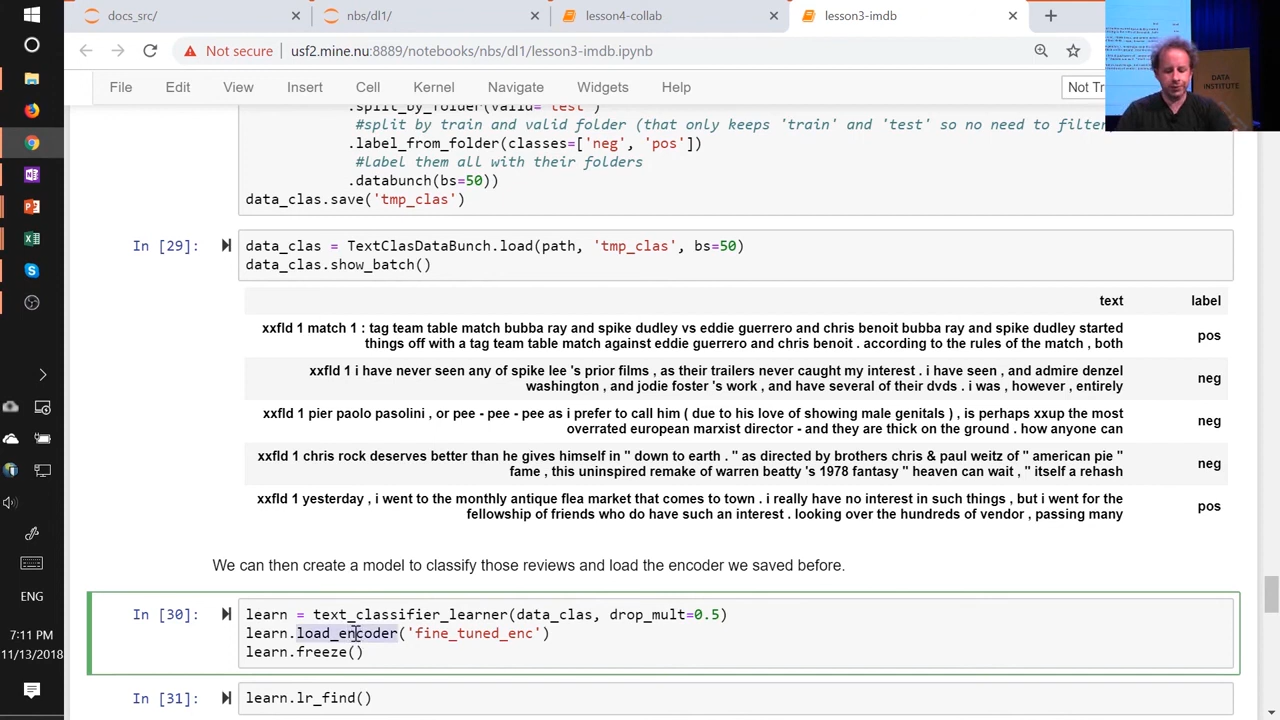 docs_src/
nbs/dl1/
lesson4-collab
lesson3-imdb
Not secure
usf2.mine.nu:8889/
ocks/nbs/dl1/lesson3-imdb.ipynb
File Edit View Insert Cell Kernel Navigate Widgets Help
Not Tr
DATA
INSTITUTE
.split_by_folder(valid='test')
#split by train and valid folder (that only keeps 'train' and 'test' so no need to filter
.label_from_folder(classes=['neg', 'pos'])
#label them all with their folders
.databunch(bs=50))
data_clas.save('tmp_clas')
In [29]:
data_clas = TextClasDataBunch.load(path, 'tmp_clas', bs=50)
data_clas.show_batch()
text label
xxfld 1 match 1 : tag team table match bubba ray and spike dudley vs eddie guerrero and chris benoit bubba ray and spike dudley started
things off with a tag team table match against eddie guerrero and chris benoit . according to the rules of the match , both
pos
xxfld 1 i have never seen any of spike lee 's prior films , as their trailers never caught my interest . i have seen , and admire denzel
washington , and jodie foster 's work , and have several of their dvds . i was , however , entirely
neg
xxfld 1 pier paolo pasolini , or pee - pee - pee as i prefer to call him ( due to his love of showing male genitals ) , is perhaps xxup the most
overrated european marxist director - and they are thick on the ground . how anyone can
neg
xxfld 1 chris rock deserves better than he gives himself in " down to earth . " as directed by brothers chris & paul weitz of " american pie "
fame , this uninspired remake of warren beatty 's 1978 fantasy " heaven can wait , " itself a rehash
neg
xxfld 1 yesterday , i went to the monthly antique flea market that comes to town . i really have no interest in such things , but i went for the
fellowship of friends who do have such an interest . looking over the hundreds of vendor , passing many
pos
We can then create a model to classify those reviews and load the encoder we saved before.
In [30]:
learn = text_classifier_learner(data_clas, drop_mult=0.5)
learn.load_encoder('fine_tuned_enc')
learn.freeze()
In [31]:
learn.lr_find()
ENG
7:11 PM
11/13/2018